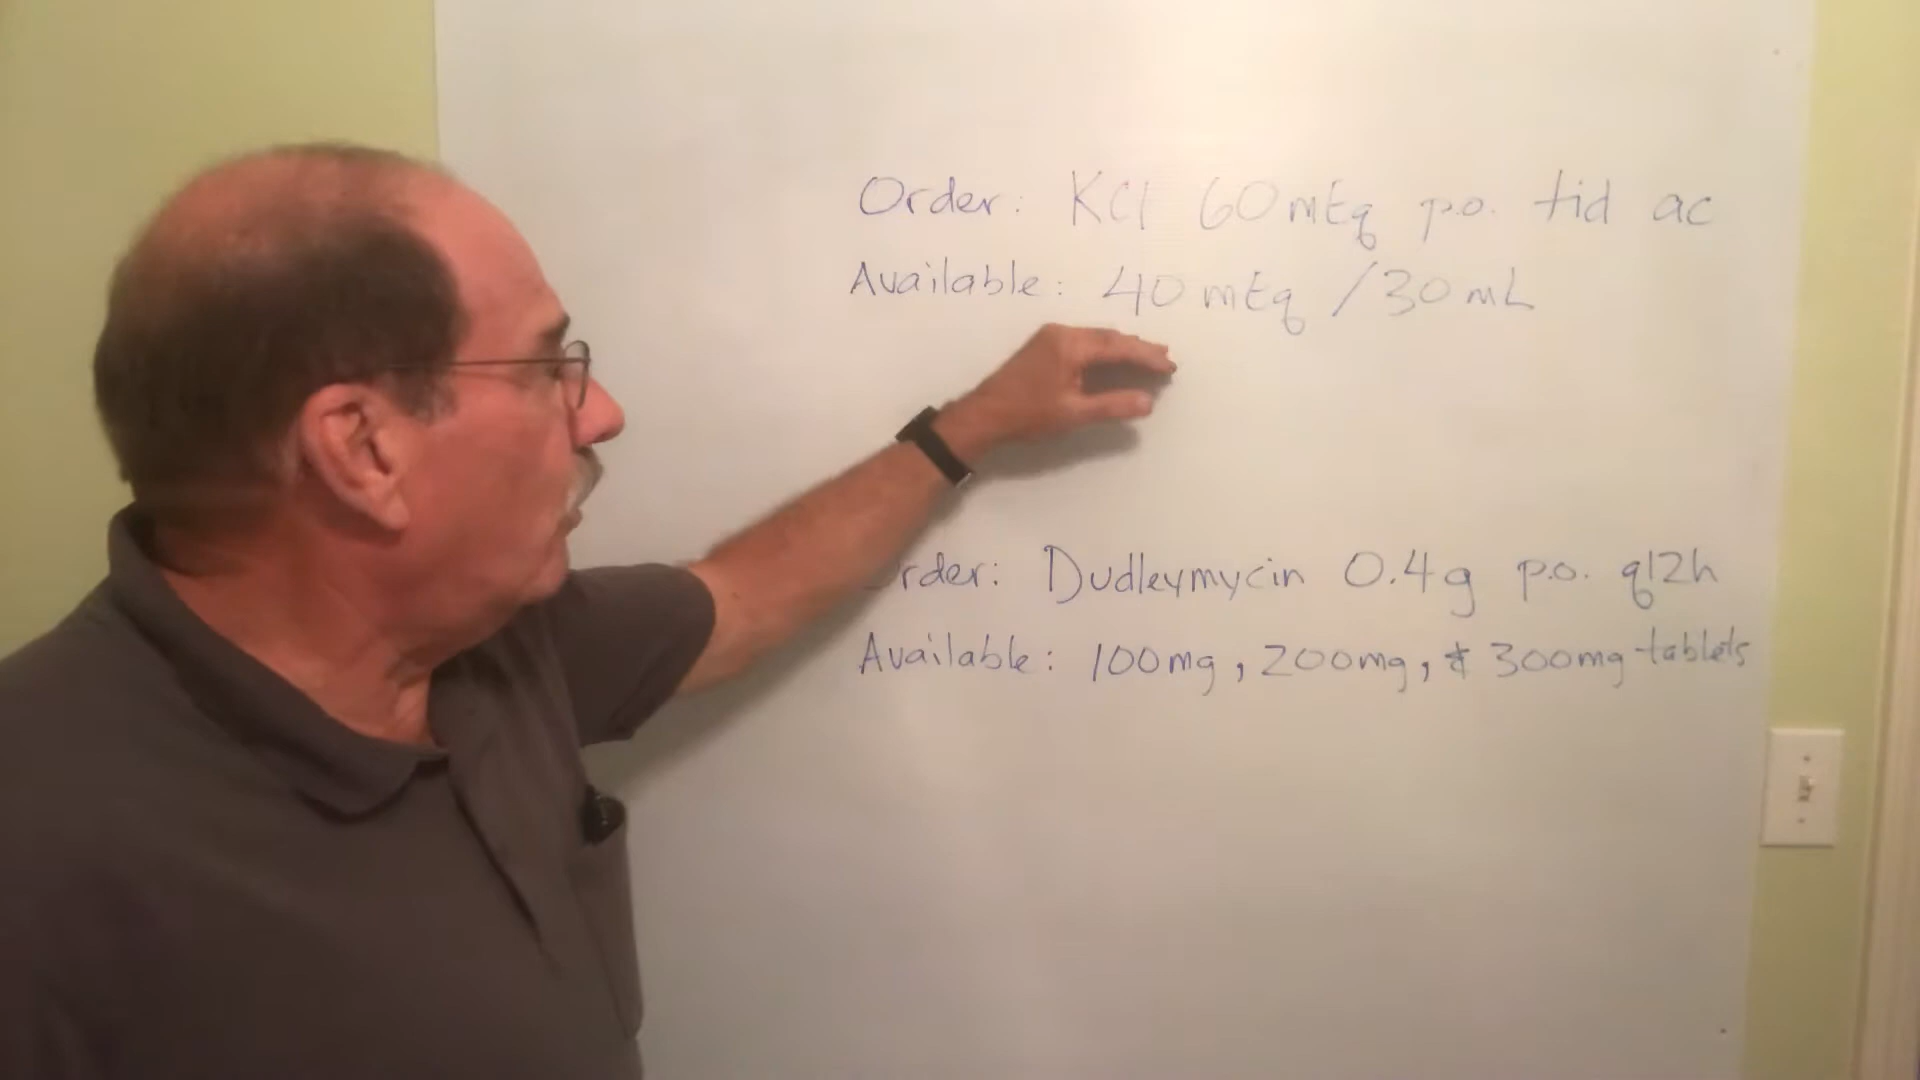 Order: KCl 60 mEq p.o. tid ac
Available: 40 mEq /30 mL
rder: Dudleymycin 0.4g p.o. q12h
Available: 100mg, 200mg, & 300mg tablets